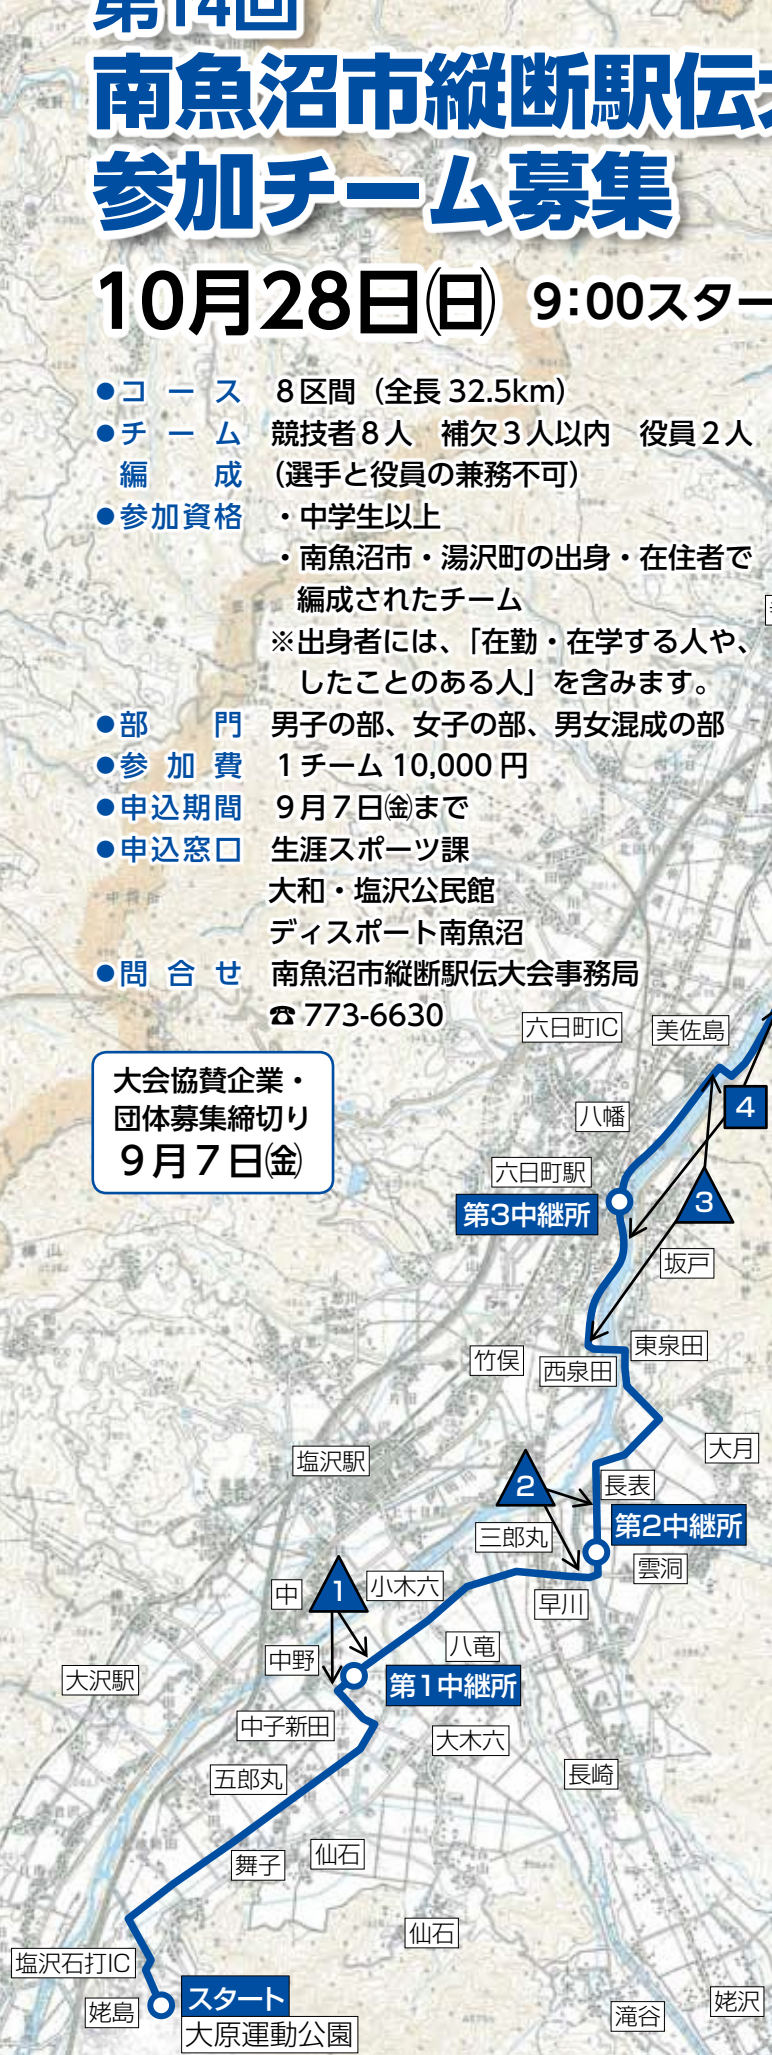 第14回
南魚沼市縦断駅伝大
参加チーム募集
10月28日㈰ 9:00スター
●コース 8区間（全長32.5km）
●チーム 競技者8人 補欠3人以内 役員2人
編成（選手と役員の兼務不可）
●参加資格 ・中学生以上
・南魚沼市・湯沢町の出身・在住者で
編成されたチーム
※出身者には、「在勤・在学する人や、
したことのある人」を含みます。
●部門 男子の部、女子の部、男女混成の部
●参加費 1チーム10,000円
●申込期間 9月7日㈮まで
●申込窓口 生涯スポーツ課
大和・塩沢公民館
ディスポート南魚沼
●問合せ 南魚沼市縦断駅伝大会事務局
☎773-6630
六日町IC
美佐島
大会協賛企業・
団体募集締切り
9月7日㈮
4
八幡
六日町駅
第3中継所
3
坂戸
東泉田
竹俣
西泉田
大月
塩沢駅
2
長表
第2中継所
三郎丸
雲洞
中
1
小木六
早川
八竜
中野
大沢駅
第1中継所
中子新田
大木六
五郎丸
長崎
仙石
舞子
仙石
塩沢石打IC
姥島
スタート
大原運動公園
滝谷
姥沢